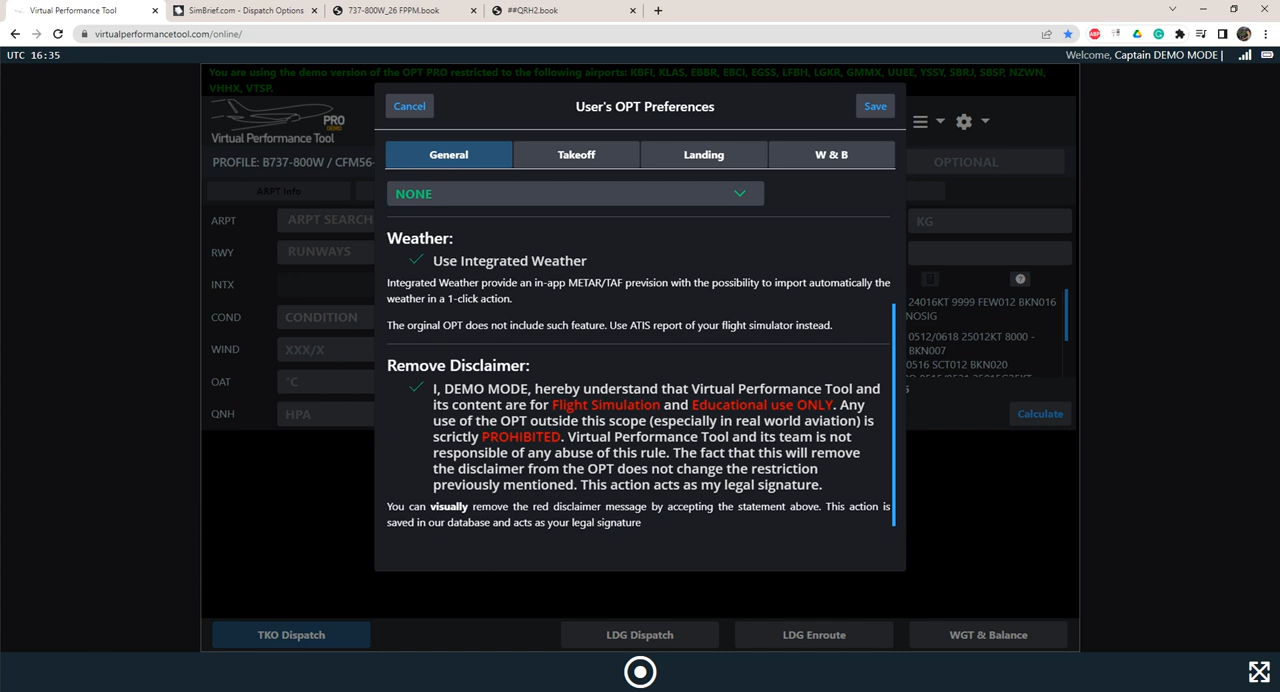 Virtual Performance Tool
SimBrief.com - Dispatch Options
737-800W_26 FPPM.book
##QRH2.book
virtualperformancetool.com/online/
UTC 16:35
Welcome, Captain DEMO MODE |
You are using the demo version of the OPT PRO restricted to the following airports: KBFI, KLAS, EBBR, EBCI, EGSS, LFBH, LGKR, GMMX, UUEE, YSSY, SBRJ, SBSP, NZWN,
VHHX, VTSP.
Cancel
User's OPT Preferences
Save
PRO
DEMO
Virtual Performance Tool
General
Takeoff
Landing
W & B
PROFILE: B737-800W / CFM56-
OPTIONAL
ARPT Info
NONE
ARPT
ARPT SEARCH
KG
Weather:
RWY
RUNWAYS
Use Integrated Weather
INTX
Integrated Weather provide an in-app METAR/TAF prevision with the possibility to import automatically the
weather in a 1-click action.
24016KT 9999 FEW012 BKN016
NOSIG
COND
CONDITION
The orginal OPT does not include such feature. Use ATIS report of your flight simulator instead.
0512/0618 25012KT 8000 -
BKN007
WIND
XXX/X
0516 SCT012 BKN020
Remove Disclaimer:
OAT
°C
I, DEMO MODE, hereby understand that Virtual Performance Tool and
its content are for Flight Simulation and Educational use ONLY. Any
use of the OPT outside this scope (especially in real world aviation) is
scrictly PROHIBITED. Virtual Performance Tool and its team is not
responsible of any abuse of this rule. The fact that this will remove
the disclaimer from the OPT does not change the restriction
previously mentioned. This action acts as my legal signature.
QNH
HPA
Calculate
You can visually remove the red disclaimer message by accepting the statement above. This action is
saved in our database and acts as your legal signature
TKO Dispatch
LDG Dispatch
LDG Enroute
WGT & Balance